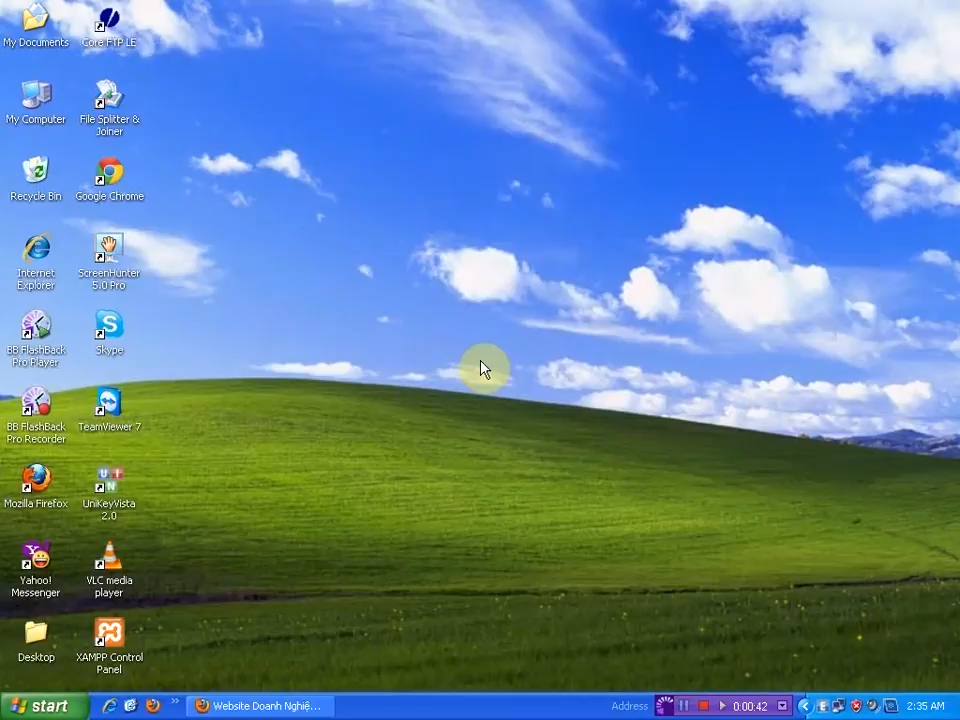 My Documents
Core FTP LE
My Computer
File Splitter &
Joiner
Recycle Bin
Google Chrome
Internet
Explorer
ScreenHunter
5.0 Pro
BB FlashBack
Pro Player
Skype
BB FlashBack
Pro Recorder
TeamViewer 7
Mozilla Firefox
UniKeyVista
2.0
Yahoo!
Messenger
VLC media
player
Desktop
XAMPP Control
Panel
start
Website Doanh Nghiệ...
Address
0:00:42
2:35 AM